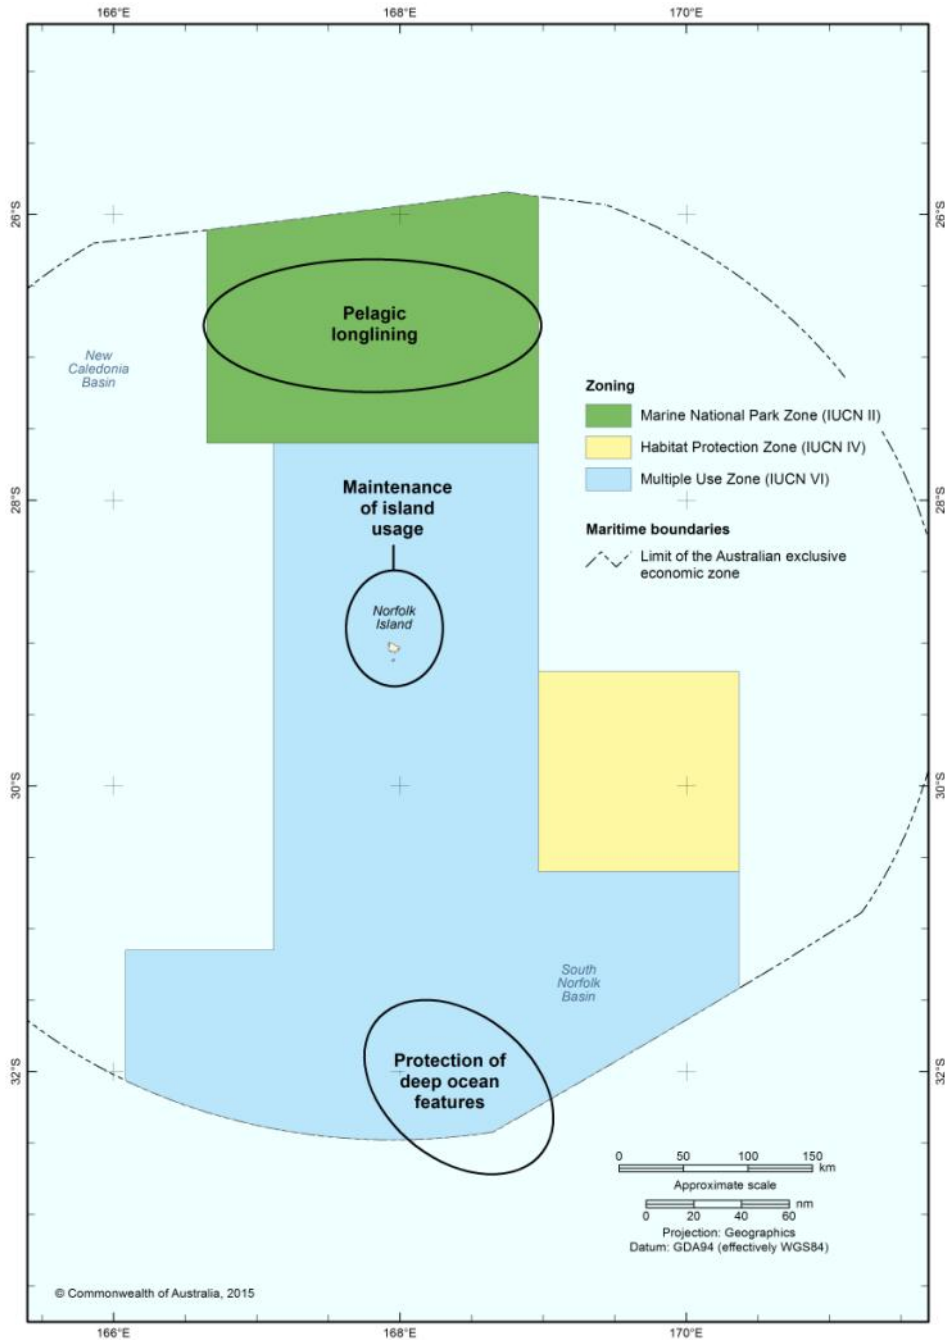 166°E
168°E
170°E
26°S
26°S
Pelagic
longlining
New
Caledonia
Basin
Zoning
Marine National Park Zone (IUCN II)
Habitat Protection Zone (IUCN IV)
Multiple Use Zone (IUCN VI)
Maritime boundaries
Limit of the Australian exclusive
economic zone
Maintenance
of island
usage
28°S
28°S
Norfolk
Island
30°S
30°S
South
Norfolk
Basin
Protection of
deep ocean
features
32°S
32°S
0 50 100 150
km
Approximate scale
nm
0 20 40 60
Projection: Geographics
Datum: GDA94 (effectively WGS84)
© Commonwealth of Australia, 2015
166°E
168°E
170°E